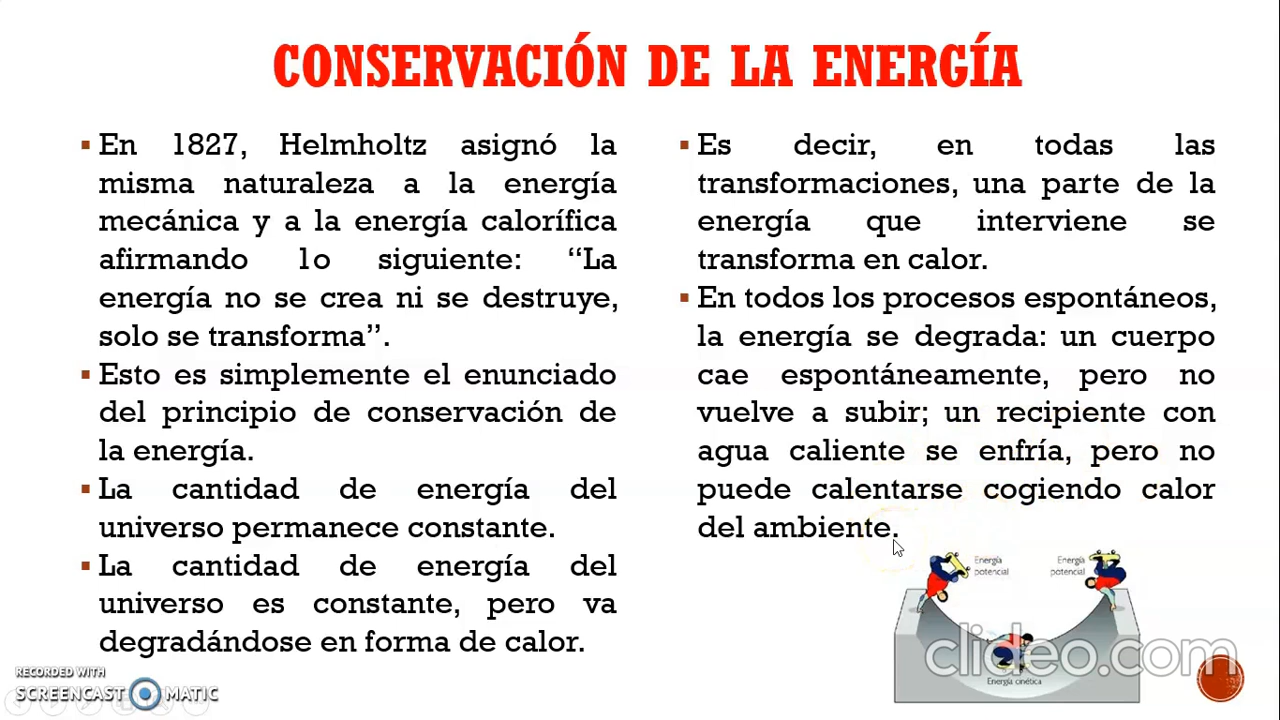 CONSERVACIÓN DE LA ENERGÍA
En 1827, Helmholtz asignó la
misma naturaleza a la energía
mecánica y a la energía calorífica
afirmando lo siguiente: “La
energía no se crea ni se destruye,
solo se transforma”.
Esto es simplemente el enunciado
del principio de conservación de
la energía.
La cantidad de energía del
universo permanece constante.
La cantidad de energía del
universo es constante, pero va
degradándose en forma de calor.
Es decir, en todas las
transformaciones, una parte de la
energía que interviene se
transforma en calor.
En todos los procesos espontáneos,
la energía se degrada: un cuerpo
cae espontáneamente, pero no
vuelve a subir; un recipiente con
agua caliente se enfría, pero no
puede calentarse cogiendo calor
del ambiente.
Energía
potencial
Energía
potencial
Energía cinética
clideo.com
RECORDED WITH
SCREENCAST MATIC